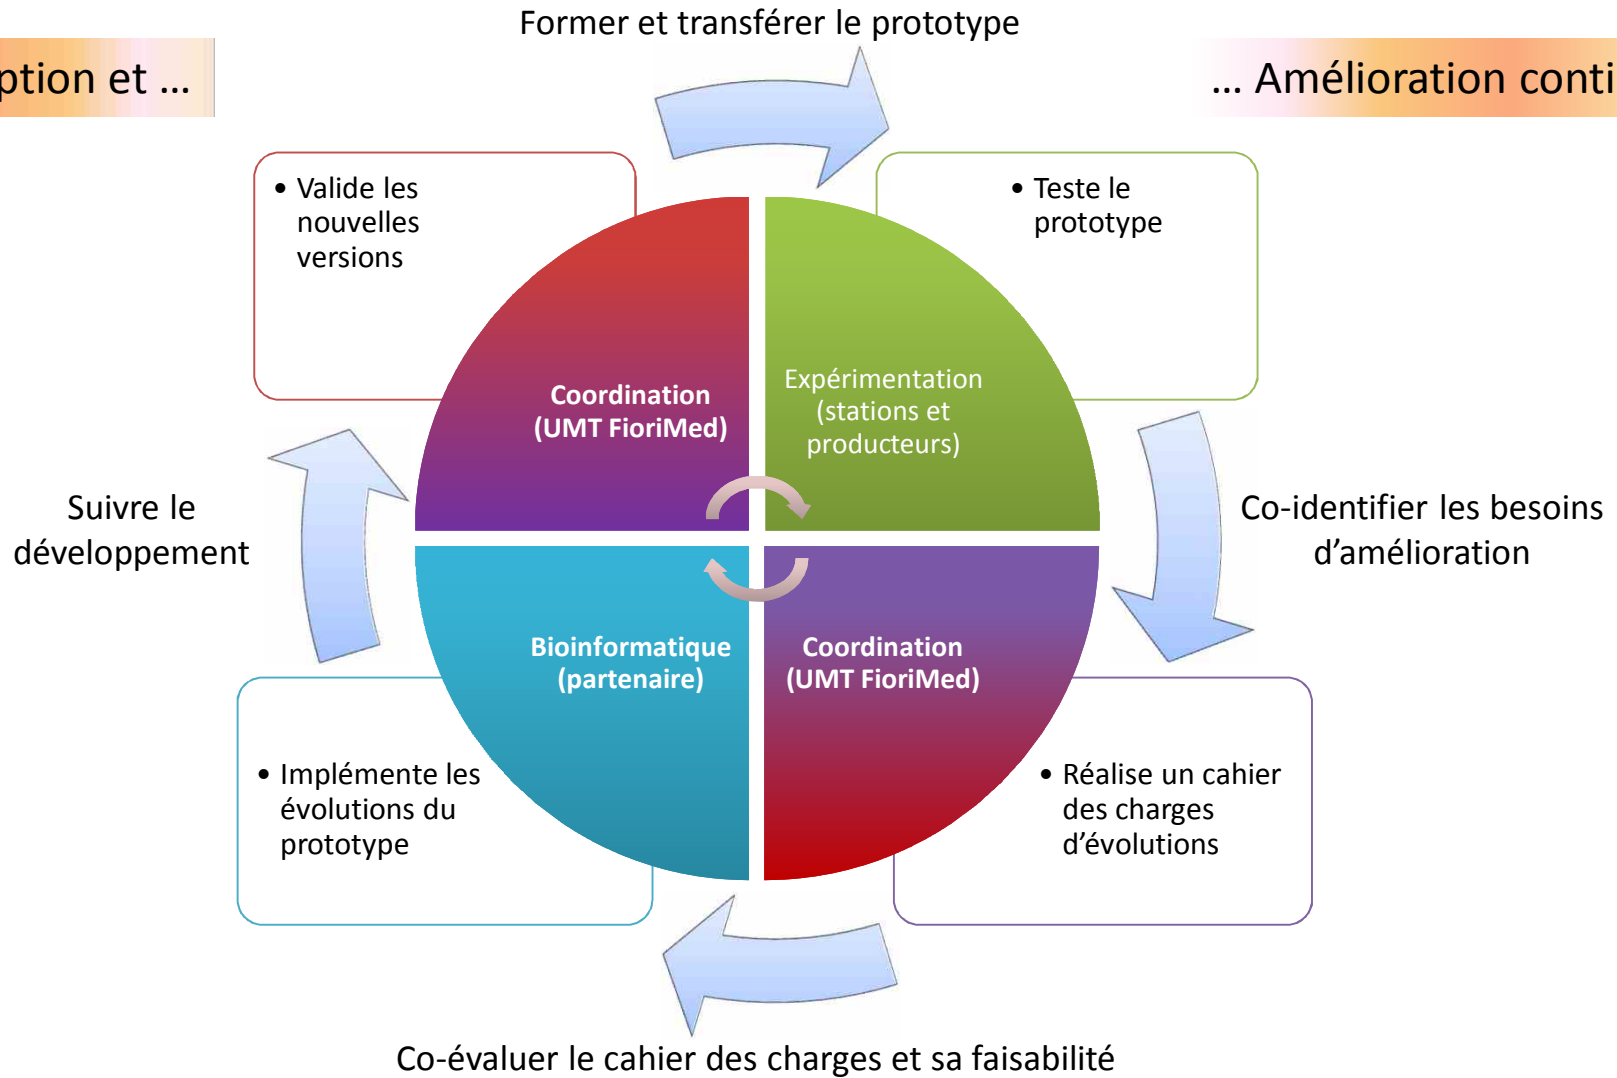 Former et transférer le prototype
et ...
... Amélioration
• Valide les
nouvelles
versions
• Teste le
prototype
Coordination
(UMT FioriMed)
Expérimentation
(stations et
producteurs)
Suivre le
développement
Co-identifier les besoins
d'amélioration
Bioinformatique
(partenaire)
Coordination
(UMT FioriMed)
• Implémente les
évolutions du
prototype
• Réalise un cahier
des charges
d'évolutions
Co-évaluer le cahier des charges et sa faisabilité